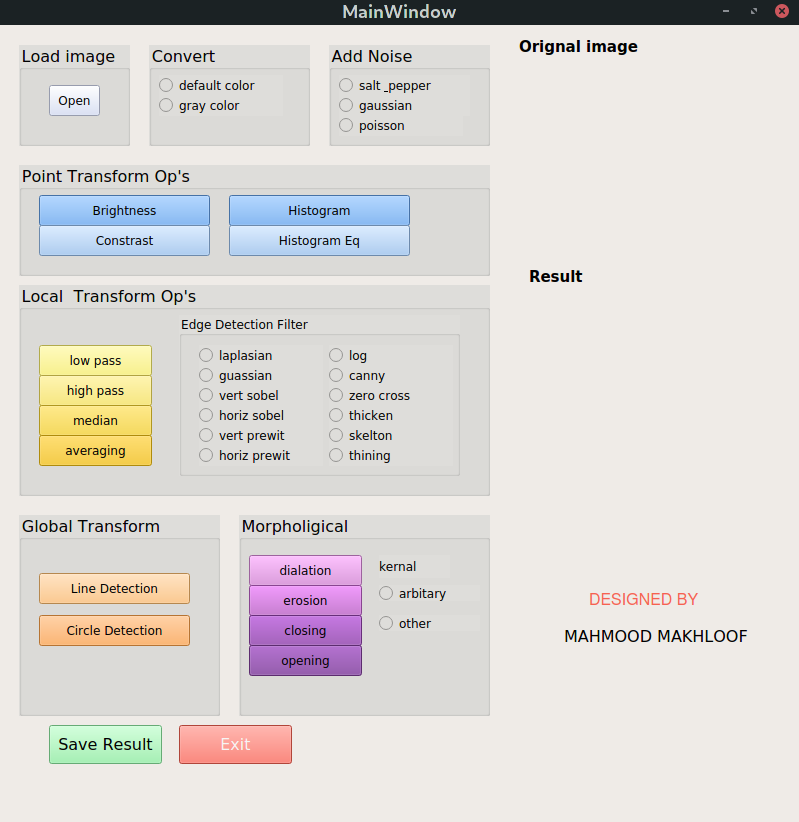 MainWindow
Load image
Convert
Add Noise
Orignal image
Open
default color
gray color
salt _pepper
gaussian
poisson
Point Transform Op's
Brightness
Histogram
Constrast
Histogram Eq
Result
Local  Transform Op's
Edge Detection Filter
low pass
high pass
median
averaging
laplasian
guassian
vert sobel
horiz sobel
vert prewit
horiz prewit
log
canny
zero cross
thicken
skelton
thining
Global Transform
Line Detection
Circle Detection
Morpholigical
dialation
erosion
closing
opening
kernal
arbitary
other
DESIGNED BY
MAHMOOD MAKHLOOF
Save Result
Exit